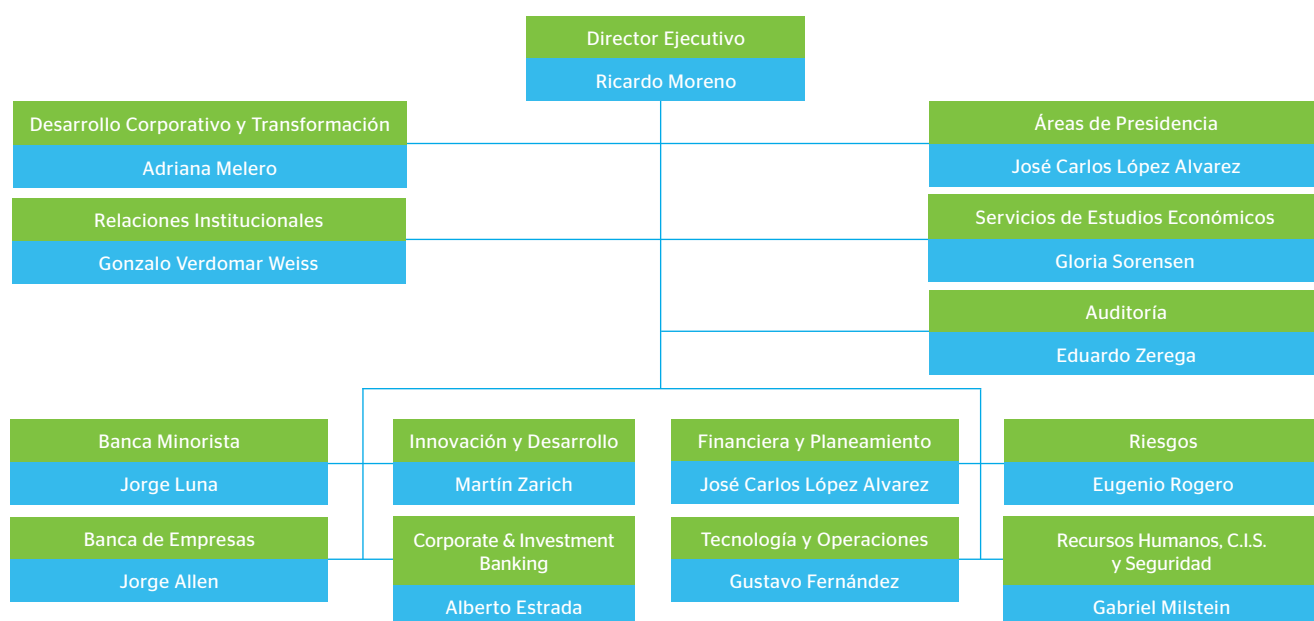 Director Ejecutivo
Ricardo Moreno
Desarrollo Corporativo y Transformación
Adriana Melero
Áreas de Presidencia
José Carlos López Alvarez
Relaciones Institucionales
Gonzalo Verdomar Weiss
Servicios de Estudios Económicos
Gloria Sorensen
Auditoría
Eduardo Zerega
Banca Minorista
Jorge Luna
Innovación y Desarrollo
Martín Zarich
Financiera y Planeamiento
José Carlos López Alvarez
Riesgos
Eugenio Rogero
Banca de Empresas
Jorge Allen
Corporate & Investment
Banking
Alberto Estrada
Tecnología y Operaciones
Gustavo Fernández
Recursos Humanos, C.I.S.
y Seguridad
Gabriel Milstein